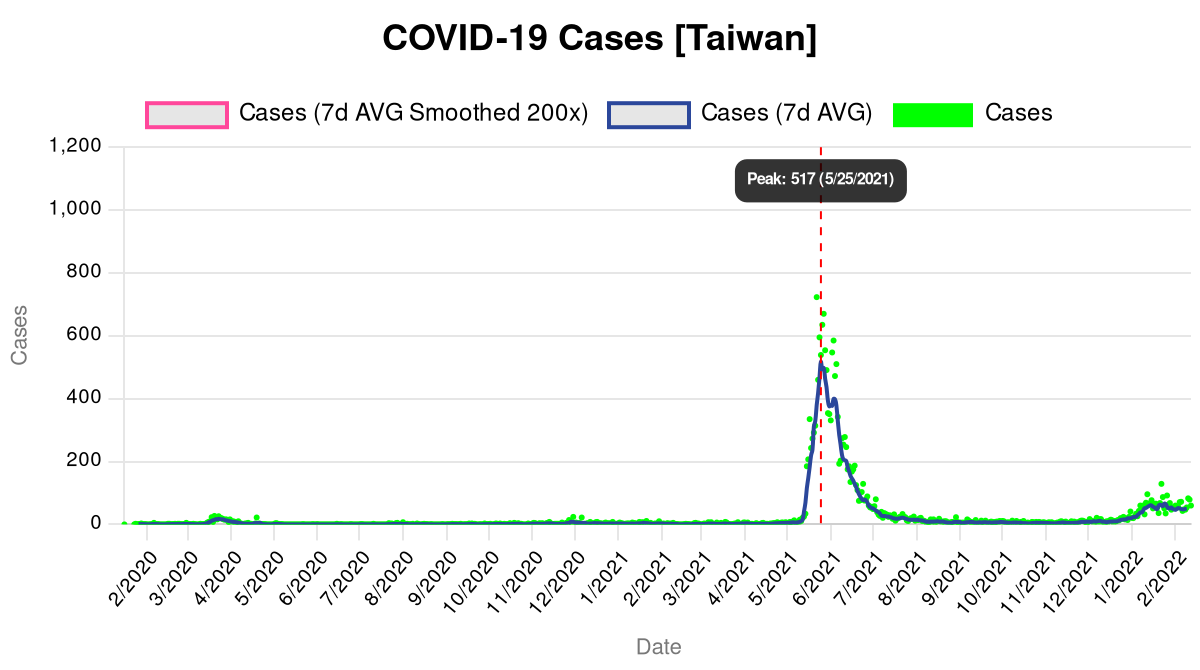 COVID-19 Cases [Taiwan]
Cases (7d AVG Smoothed 200x) Cases (7d AVG) Cases
1,200
Peak: 517 (5/25/2021)
1,000
800
600
400
200
0
Cases
2/2020 3/2020 4/2020 5/2020 6/2020 7/2020 8/2020 9/2020 10/2020 11/2020 12/2020 1/2021 2/2021 3/2021 4/2021 5/2021 6/2021 7/2021 8/2021 9/2021 10/2021 11/2021 12/2021 1/2022 2/2022
Date